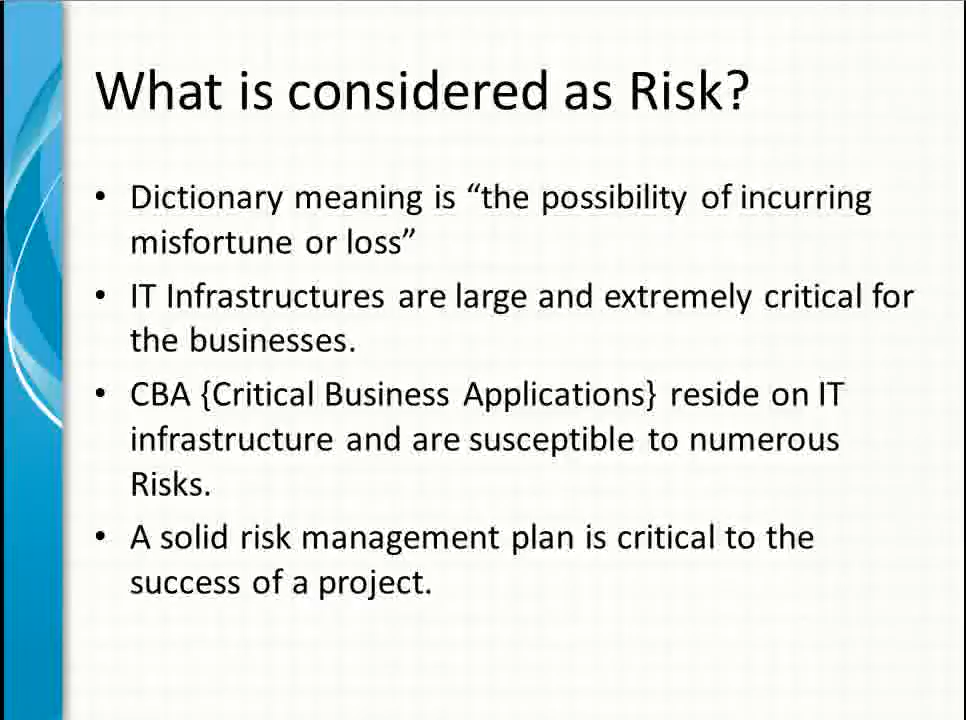 What is considered as Risk?
• Dictionary meaning is “the possibility of incurring
misfortune or loss”
• IT Infrastructures are large and extremely critical for
the businesses.
• CBA {Critical Business Applications} reside on IT
infrastructure and are susceptible to numerous
Risks.
• A solid risk management plan is critical to the
success of a project.